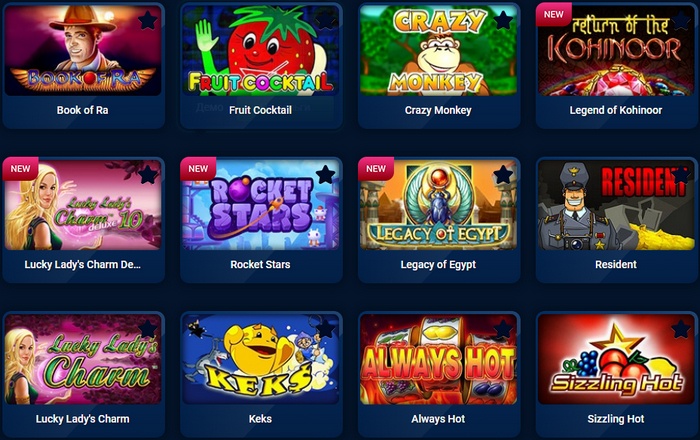 BOOK OF RA
Book of Ra
FRUIT COCKTAIL
Fruit Cocktail
CRAZY
MONKEY
Crazy Monkey
NEW
return of the
KOHINOOR
Legend of Kohinoor
NEW
Lucky Lady's
Charm 10
deluxe
Lucky Lady's Charm De...
NEW
ROCKET
STARS
Rocket Stars
NEW
LEGACY OF EGYPT
Legacy of Egypt
RESIDENT
Resident
Lucky Lady's
Charm
Lucky Lady's Charm
KEKS
Keks
ALWAYS HOT
Always Hot
Sizzling Hot
Sizzling Hot